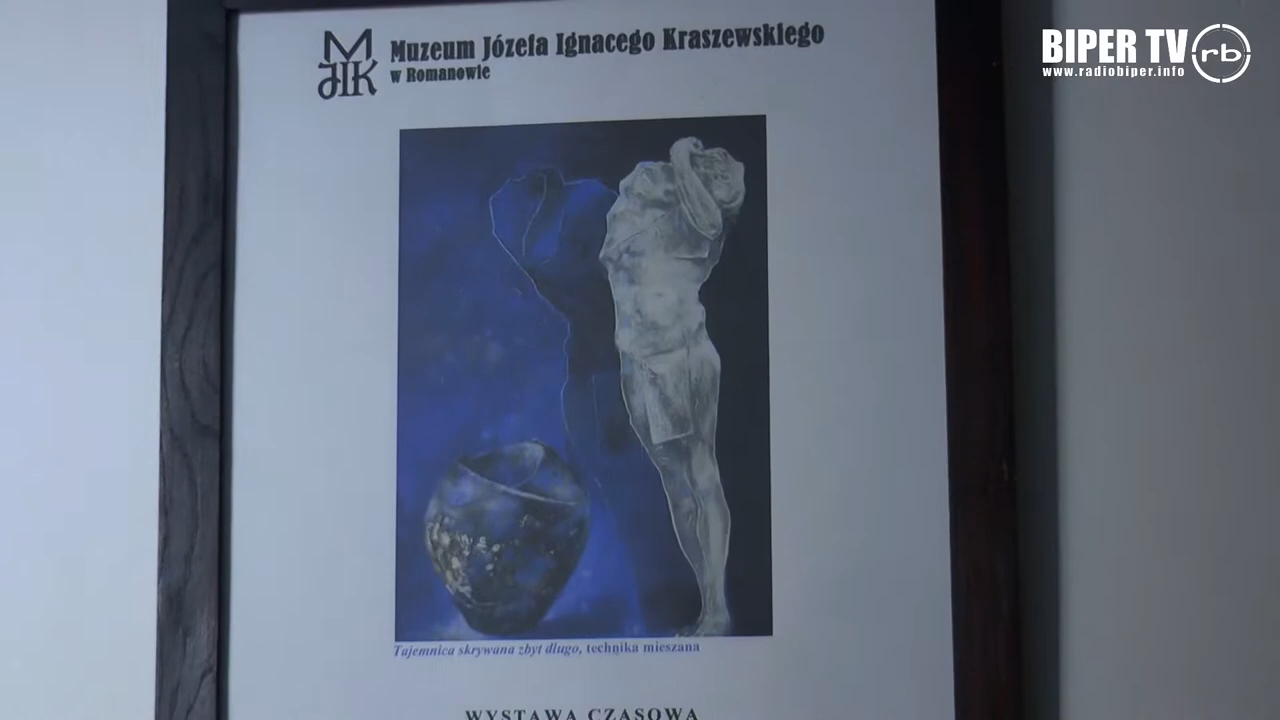 MJIK
Muzeum Józefa Ignacego Kraszewskiego
w Romanowie
BIPER TV rb
www.radiobiper.info
Tajemnica skrywana zbyt długo, technika mieszana
WYSTAWA CZASOWA